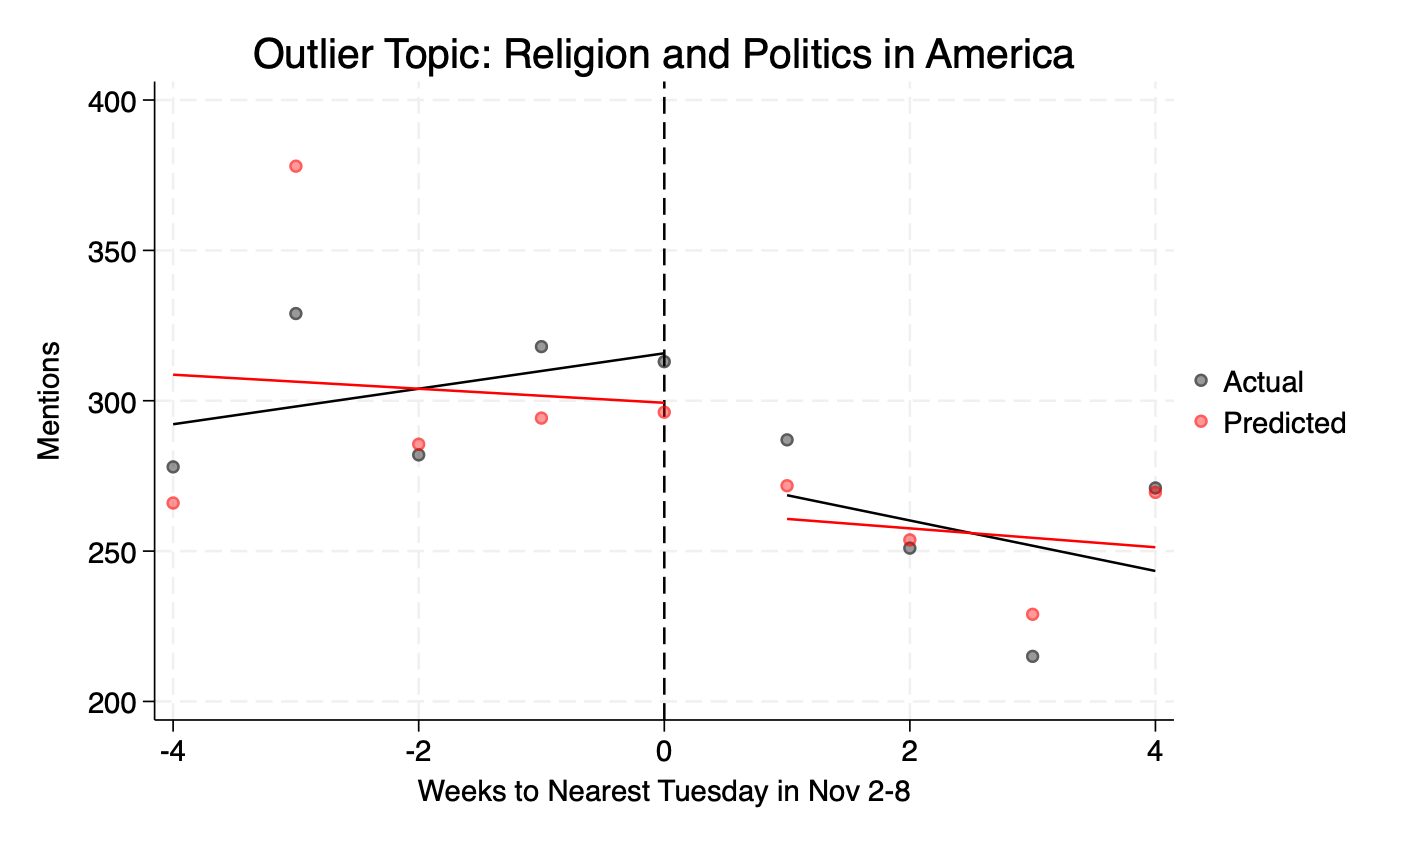 Outlier Topic: Religion and Politics in America
400
350
300
250
200
Mentions
-4
-2
0
2
4
Weeks to Nearest Tuesday in Nov 2-8
Actual
Predicted